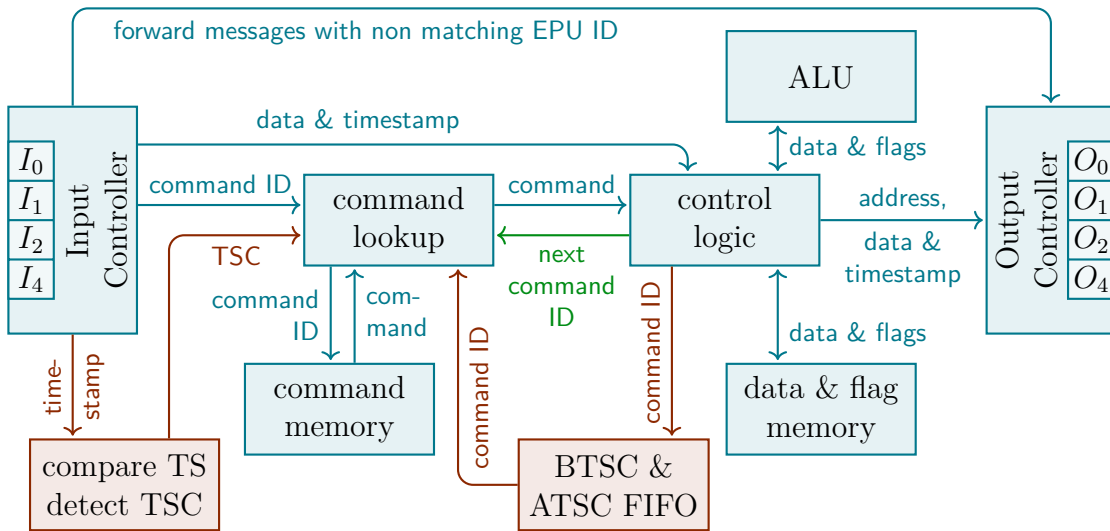 forward messages with non matching EPU ID
ALU
data & timestamp
data & flags
I0
I1
I2
I4
Input
Controller
command ID
command
lookup
command
control
logic
address,
data &
timestamp
Output
Controller
O0
O1
O2
O4
TSC
next
command
ID
command
ID
com-
mand
command ID
command ID
data & flags
time-
stamp
command
memory
data & flag
memory
compare TS
detect TSC
BTSC &
ATSC FIFO